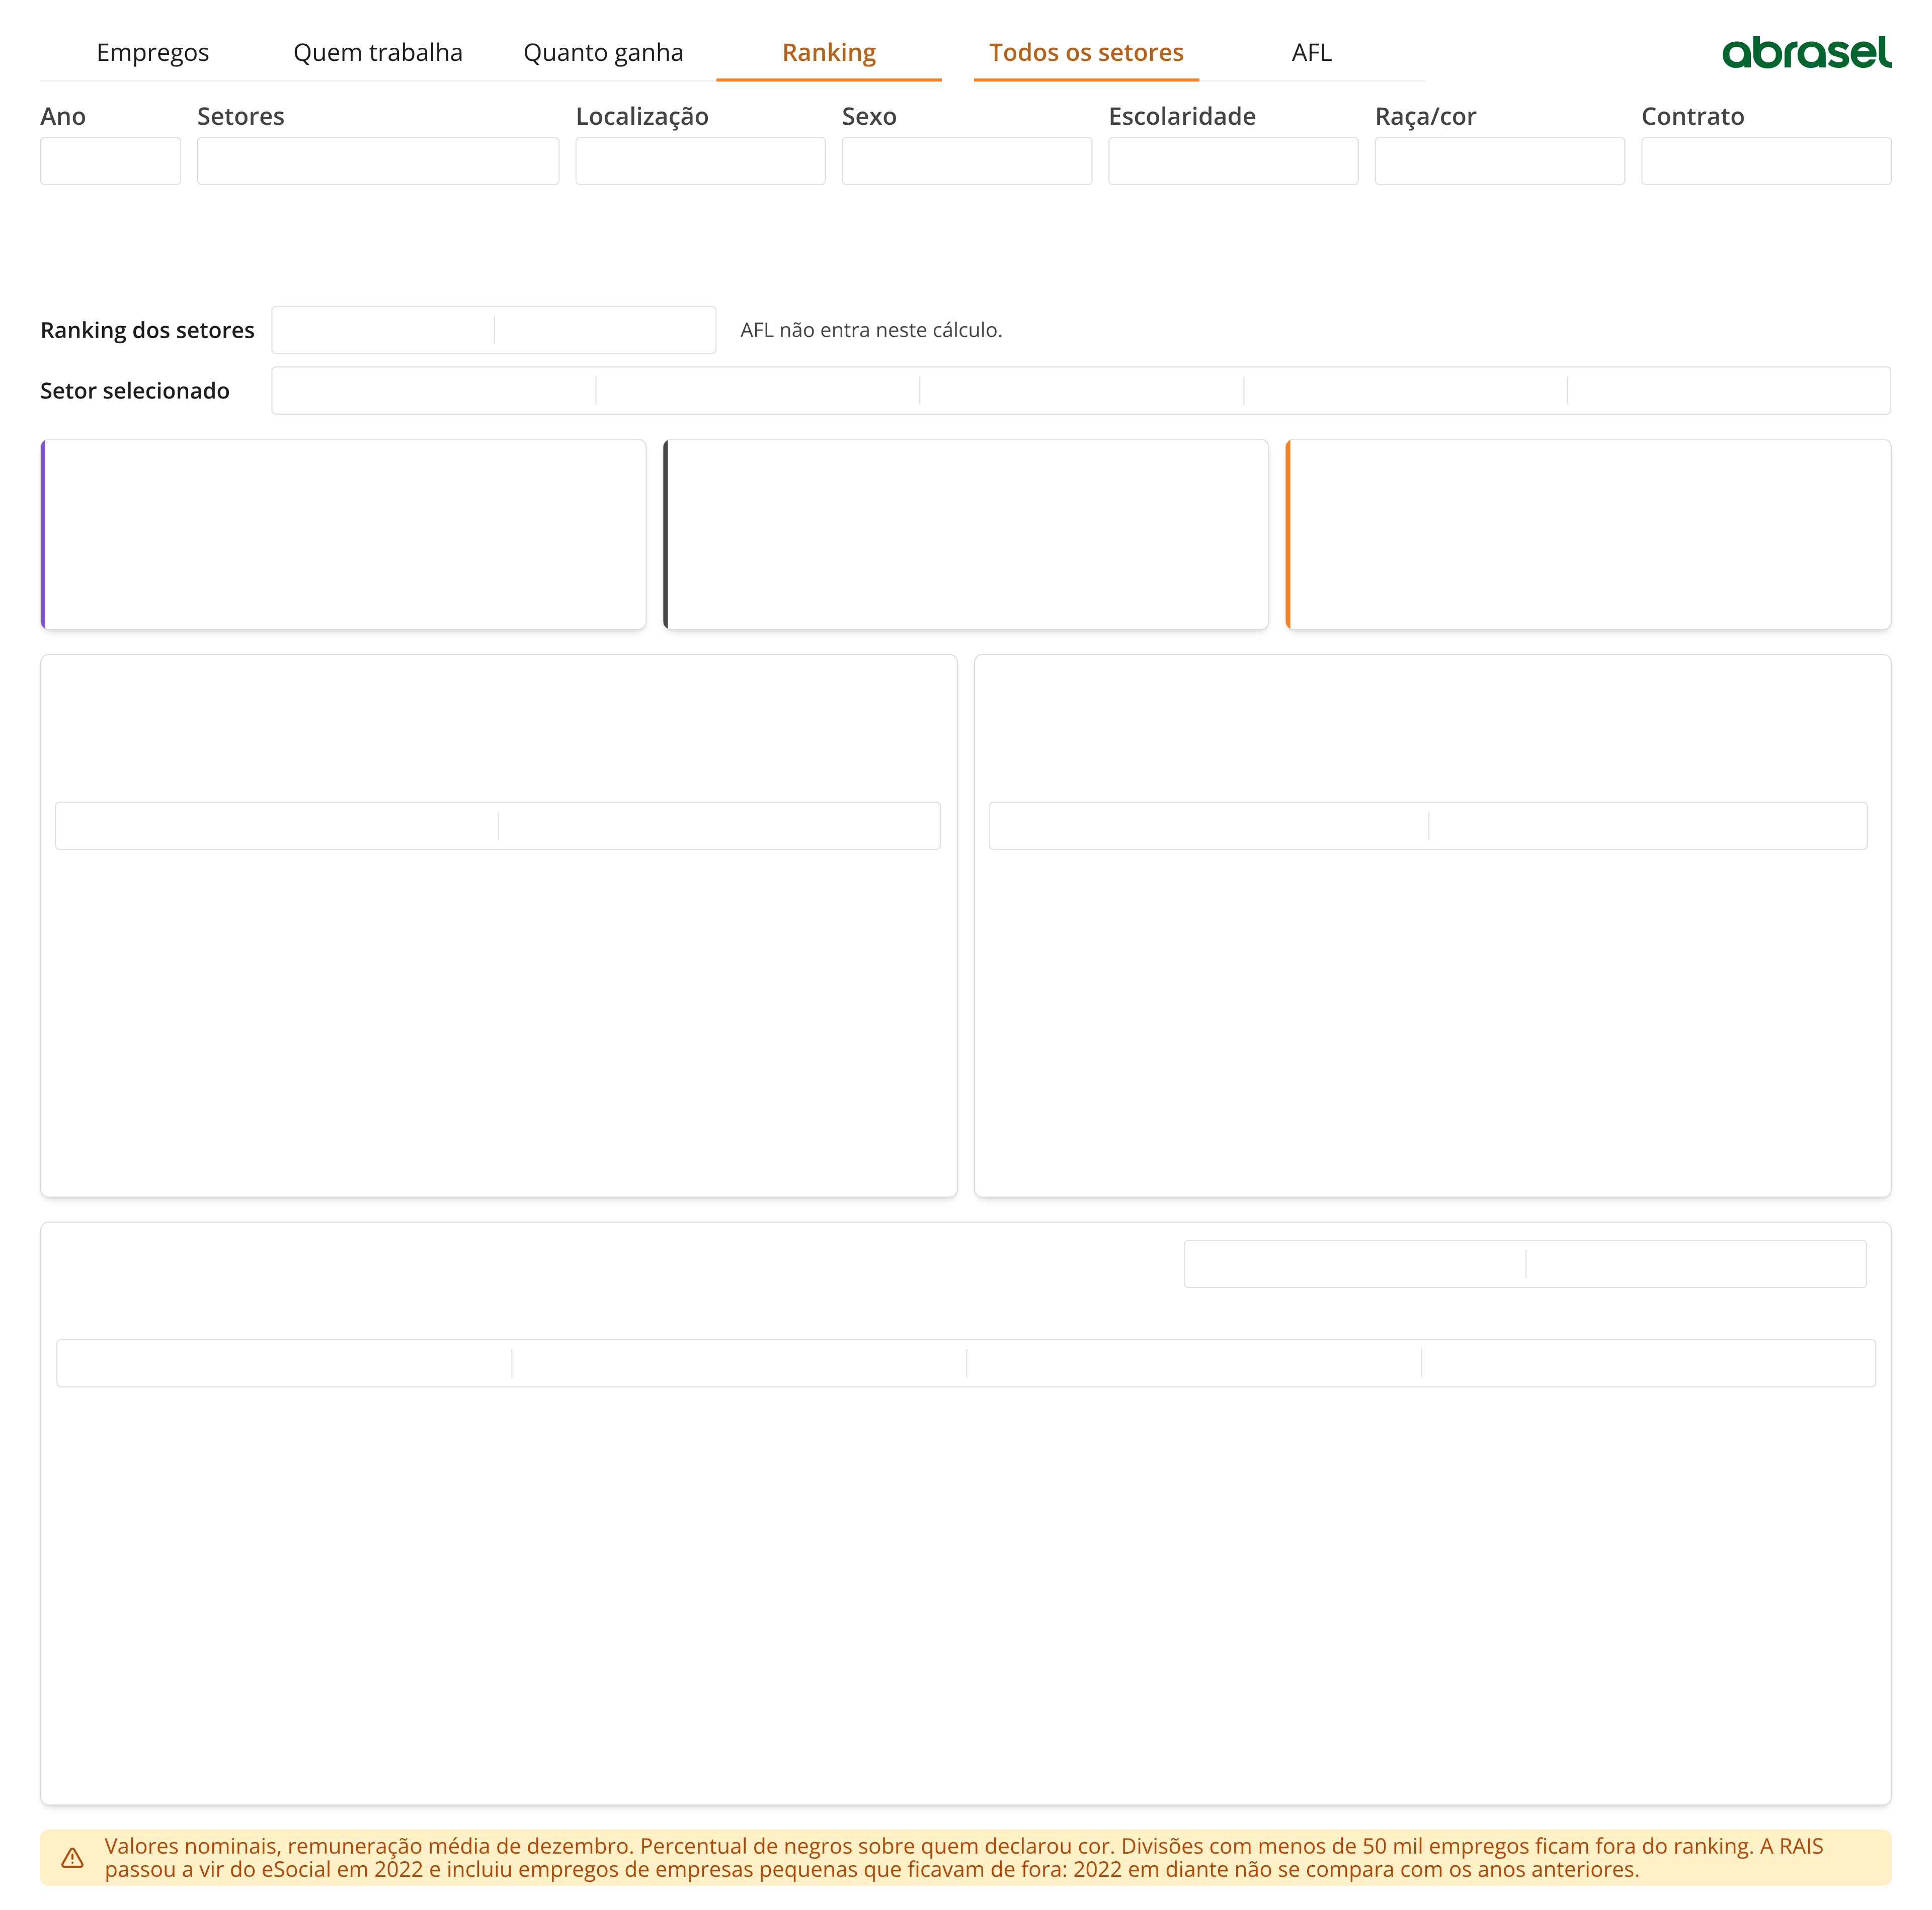 Empregos
Quem trabalha
Quanto ganha
Ranking
Todos os setores
AFL
abrasel
Ano
Setores
Localização
Sexo
Escolaridade
Raça/cor
Contrato
Ranking dos setores
AFL não entra neste cálculo.
Setor selecionado
Valores nominais, remuneração média de dezembro. Percentual de negros sobre quem declarou cor. Divisões com menos de 50 mil empregos ficam fora do ranking. A RAIS
passou a vir do eSocial em 2022 e incluiu empregos de empresas pequenas que ficavam de fora: 2022 em diante não se compara com os anos anteriores.